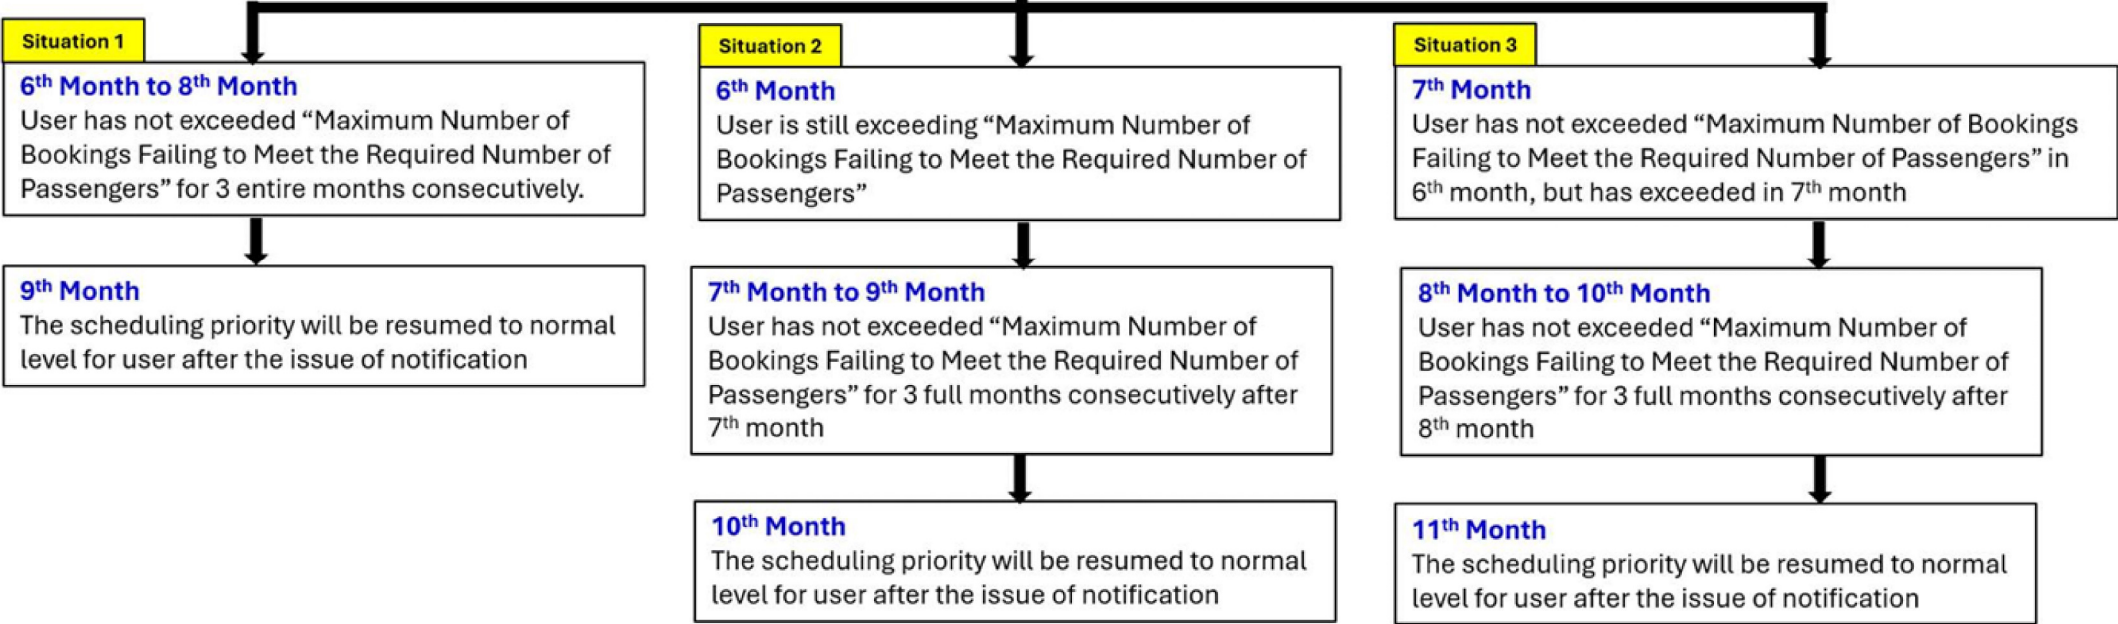 Situation 1
6th Month to 8th Month
User has not exceeded “Maximum Number of
Bookings Failing to Meet the Required Number of
Passengers” for 3 entire months consecutively.
9th Month
The scheduling priority will be resumed to normal
level for user after the issue of notification
Situation 2
6th Month
User is still exceeding “Maximum Number of
Bookings Failing to Meet the Required Number of
Passengers”
7th Month to 9th Month
User has not exceeded “Maximum Number of
Bookings Failing to Meet the Required Number of
Passengers” for 3 full months consecutively after
7th month
10th Month
The scheduling priority will be resumed to normal
level for user after the issue of notification
Situation 3
7th Month
User has not exceeded “Maximum Number of Bookings
Failing to Meet the Required Number of Passengers” in
6th month, but has exceeded in 7th month
8th Month to 10th Month
User has not exceeded “Maximum Number of
Bookings Failing to Meet the Required Number of
Passengers” for 3 full months consecutively after
8th month
11th Month
The scheduling priority will be resumed to normal
level for user after the issue of notification